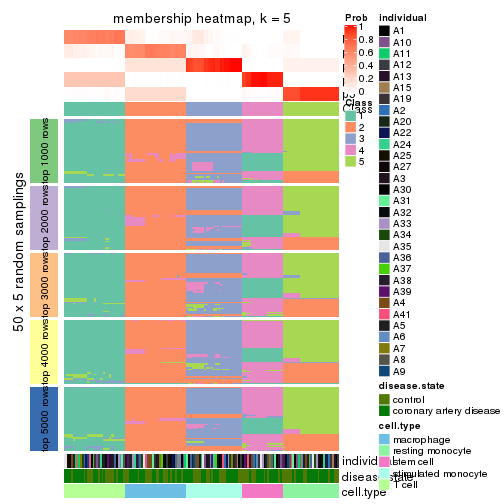 membership heatmap, k = 5
50 x 5 random samplings
top 1000 rows
top 2000 rows
top 3000 rows
top 4000 rows
top 5000 rows
Prob
1
0.8
0.6
0.4
0.2
0
Class
Class
1
2
3
4
5
individual
A1
A10
A11
A12
A13
A15
A19
A2
A20
A22
A24
A25
A27
A3
A30
A31
A32
A33
A34
A35
A36
A37
A38
A39
A4
A41
A5
A6
A7
A8
A9
disease.state
control
coronary artery disease
cell.type
macrophage
resting monocyte
stem cell
stimulated monocyte
T cell
individual
disease.state
cell.type